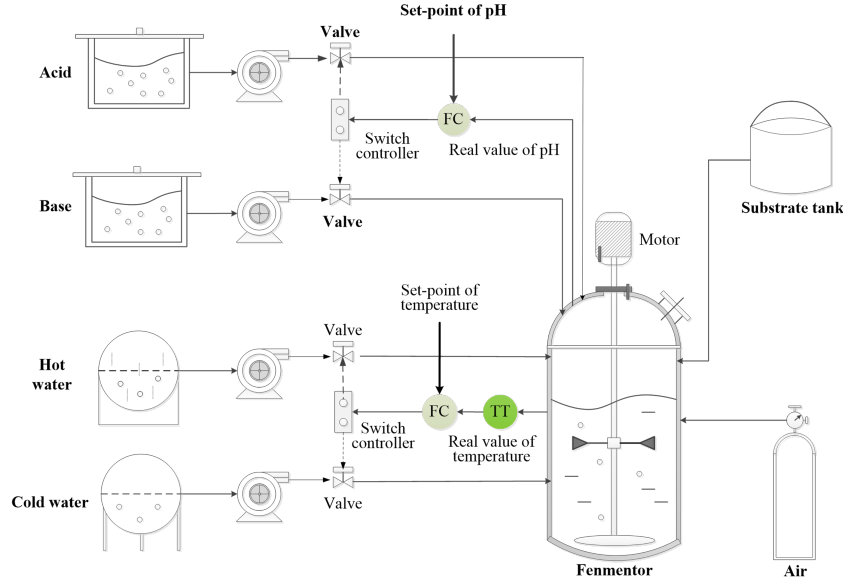 Set-point of pH
Valve
Acid
FC
Switch
controller
Real value of pH
Base
Valve
Substrate tank
Motor
Set-point of
temperature
Valve
Hot
water
FC
TT
Switch
controller
Real value of
temperature
Cold water
Valve
Fenmentor
Air